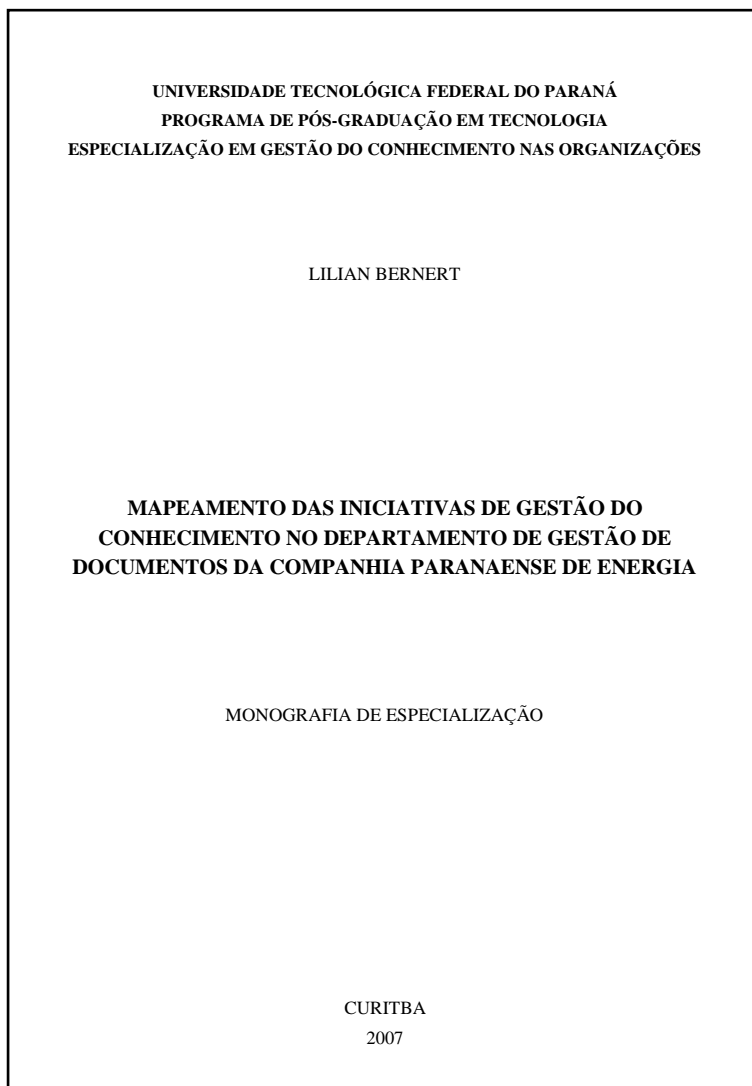 UNIVERSIDADE TECNOLÓGICA FEDERAL DO PARANÁ
PROGRAMA DE PÓS-GRADUAÇÃO EM TECNOLOGIA
ESPECIALIZAÇÃO EM GESTÃO DO CONHECIMENTO NAS ORGANIZAÇÕES
LILIAN BERNERT
MAPEAMENTO DAS INICIATIVAS DE GESTÃO DO
CONHECIMENTO NO DEPARTAMENTO DE GESTÃO DE
DOCUMENTOS DA COMPANHIA PARANAENSE DE ENERGIA
MONOGRAFIA DE ESPECIALIZAÇÃO
CURITBA
2007